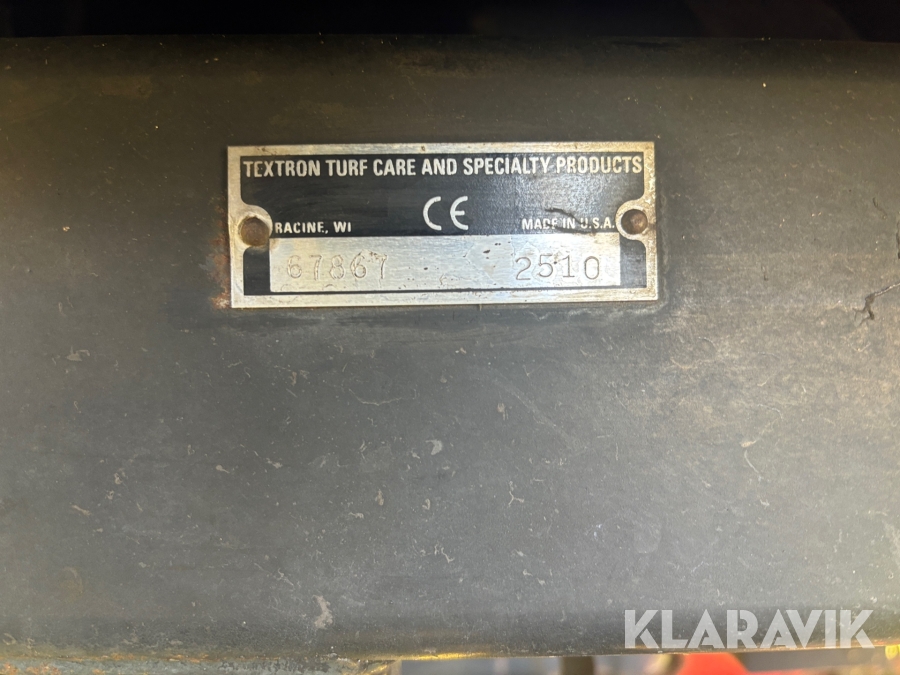 TEXTRON TURF CARE AND SPECIALTY PRODUCTS
RACINE, WI CE MADE IN U.S.A.
67867 2510
KLARAVIK